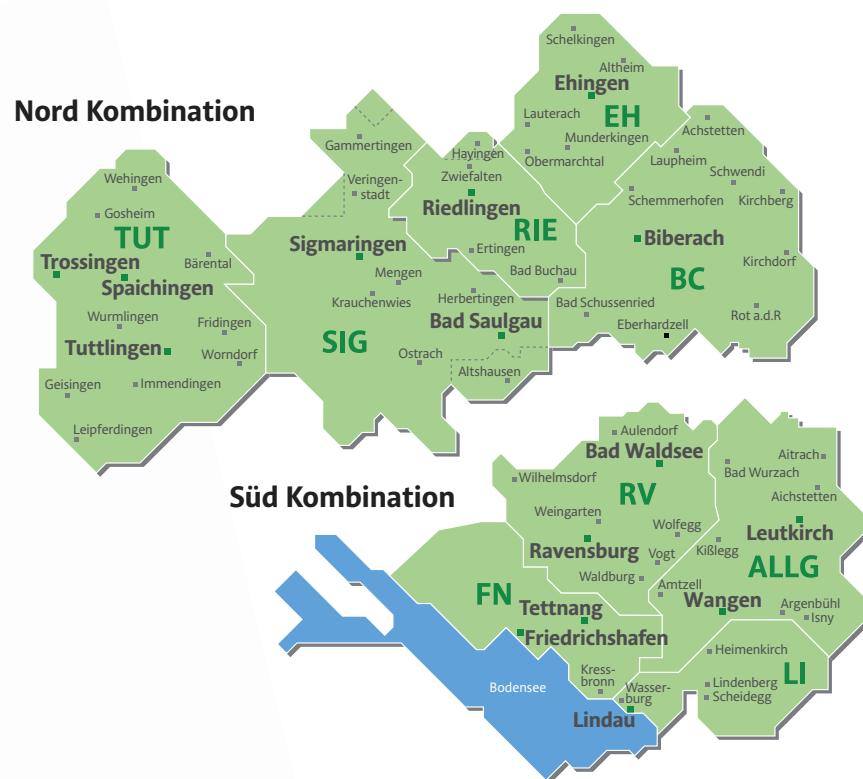 Nord Kombination
Schelkingen
Altheim
Ehingen
EH
Lauterach
Munderkingen
Obermarchtal
Achstetten
Laupheim
Schwendi
Schemmerhofen
Kirchberg
Biberach
Kirchdorf
BC
Bad Schussenried
Rot a.d.R
Eberhardzell
Gammertingen
Hayingen
Zwiefalten
Veringen-
stadt
Riedlingen
RIE
Ertingen
Bad Buchau
Sigmaringen
Mengen
Krauchenwies
Herbertingen
Bad Saulgau
SIG
Ostrach
Altshausen
Wehingen
Gosheim
TUT
Trossingen
Bärental
Spaichingen
Wurmlingen
Fridingen
Tuttlingen
Worndorf
Geisingen
Immendingen
Leipferdingen
Süd Kombination
Aulendorf
Bad Waldsee
Wilhelmsdorf
RV
Weingarten
Wolfegg
Ravensburg
Vogt
Waldburg
Aitrach
Bad Wurzach
Aichstetten
Leutkirch
Kißlegg
ALLG
Amtzell
Wangen
Argenbühl
Isny
FN
Tettnang
Friedrichshafen
Kress-
bronn
Wasser-
burg
Bodensee
Lindau
Heimenkirch
LI
Lindenberg
Scheidegg